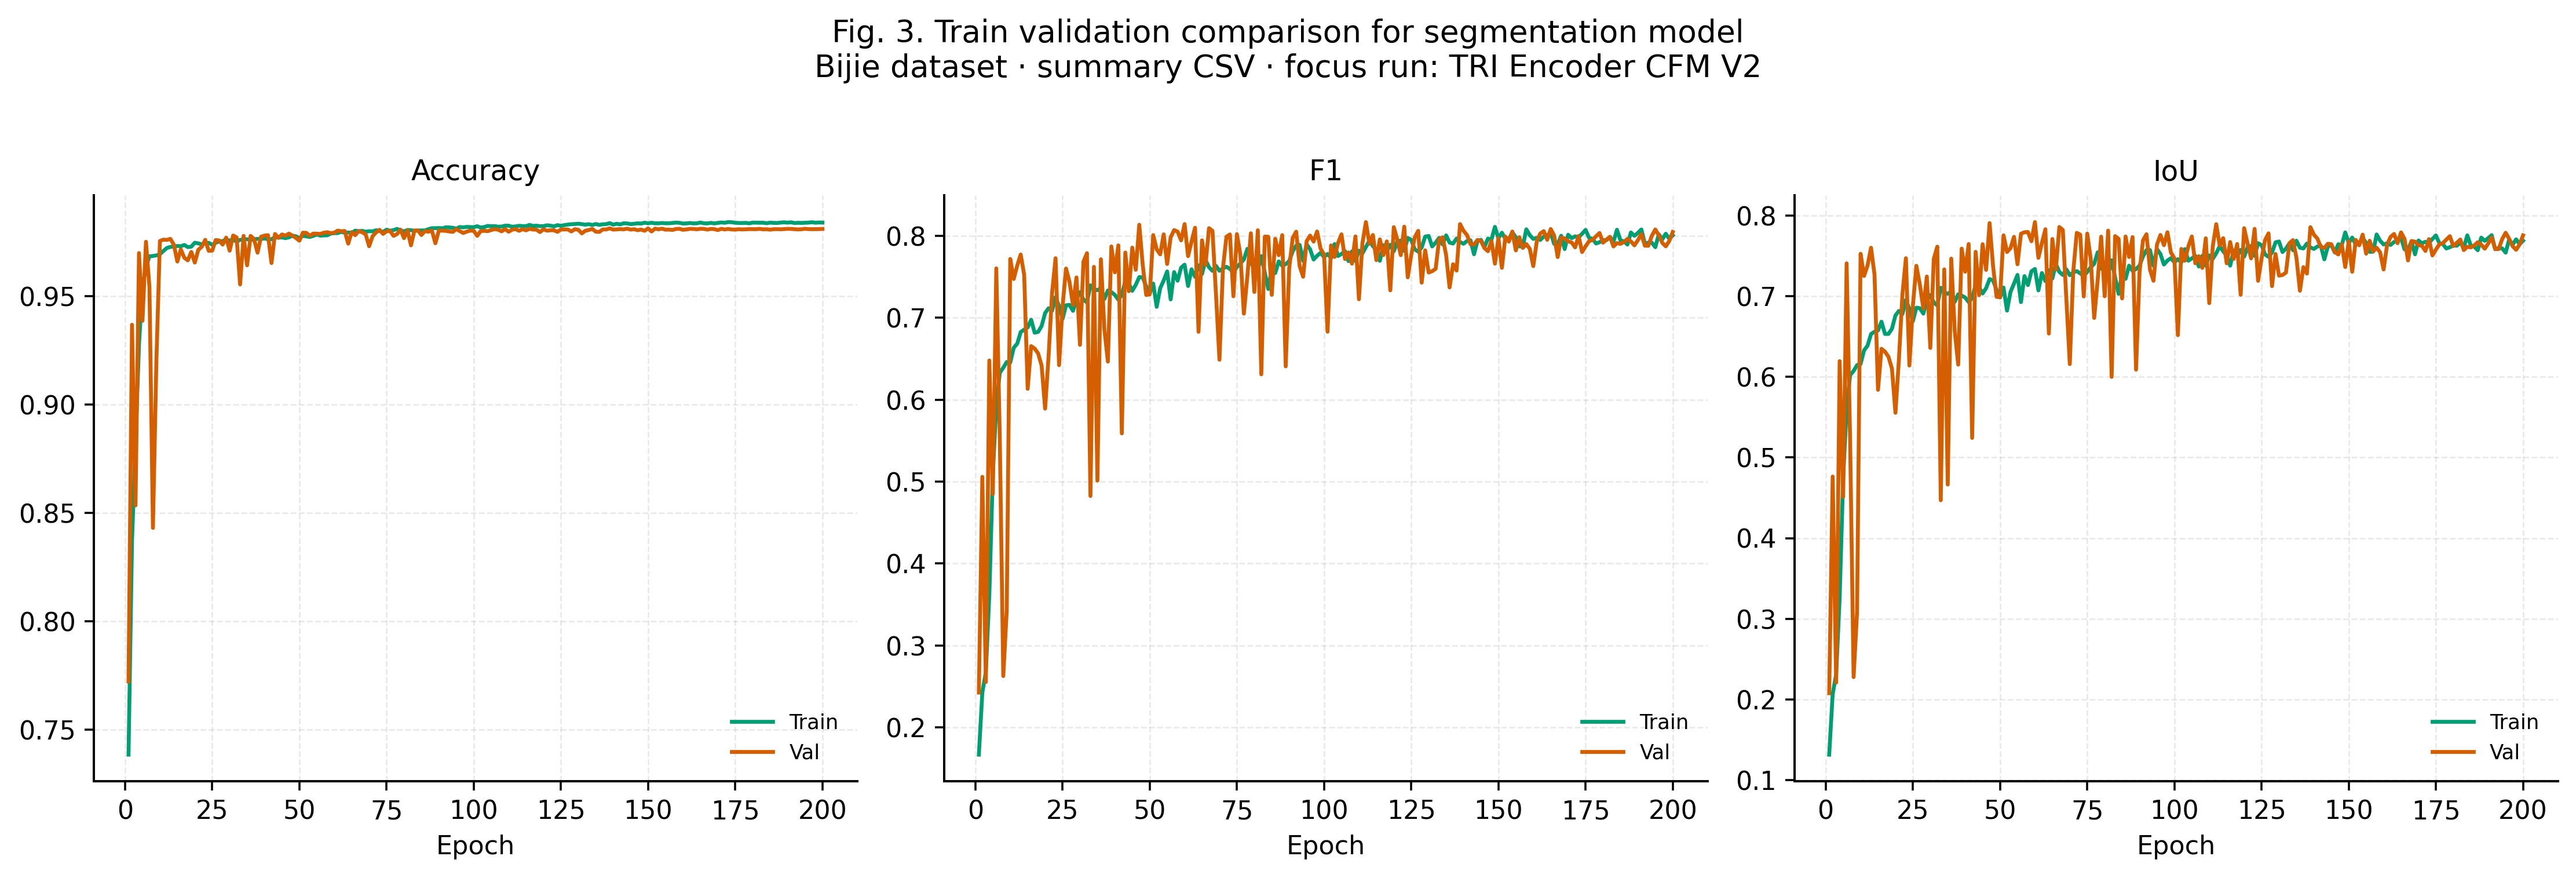 Fig. 3. Train validation comparison for segmentation model
Bijie dataset · summary CSV · focus run: TRI Encoder CFM V2
Accuracy
0.95
0.90
0.85
0.80
0.75
0 25 50 75 100 125 150 175 200
Epoch
Train
Val
F1
0.8
0.7
0.6
0.5
0.4
0.3
0.2
0 25 50 75 100 125 150 175 200
Epoch
Train
Val
IoU
0.8
0.7
0.6
0.5
0.4
0.3
0.2
0.1
0 25 50 75 100 125 150 175 200
Epoch
Train
Val